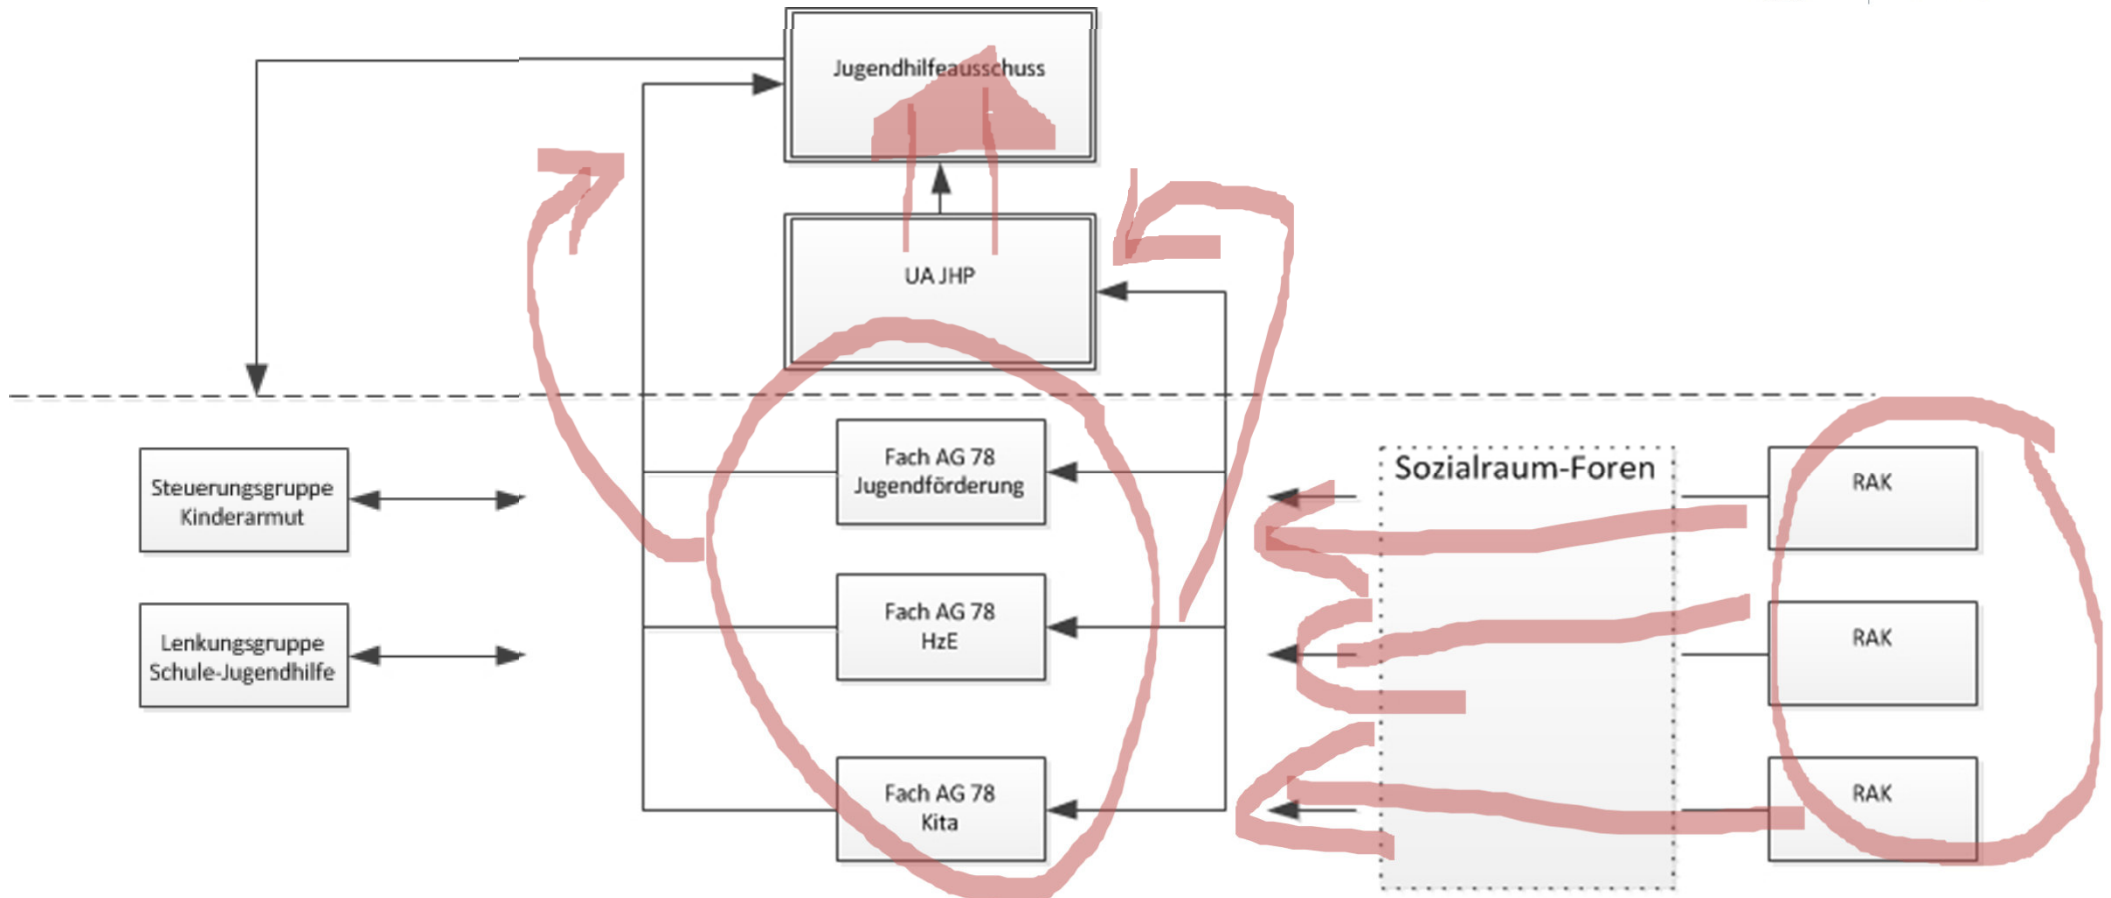 Jugendhilfeausschuss
UA JHP
Fach AG 78
Jugendförderung
Sozialraum-Foren
RAK
Steuerungsgruppe
Kinderarmut
Fach AG 78
HzE
RAK
Lenkungsgruppe
Schule-Jugendhilfe
Fach AG 78
Kita
RAK